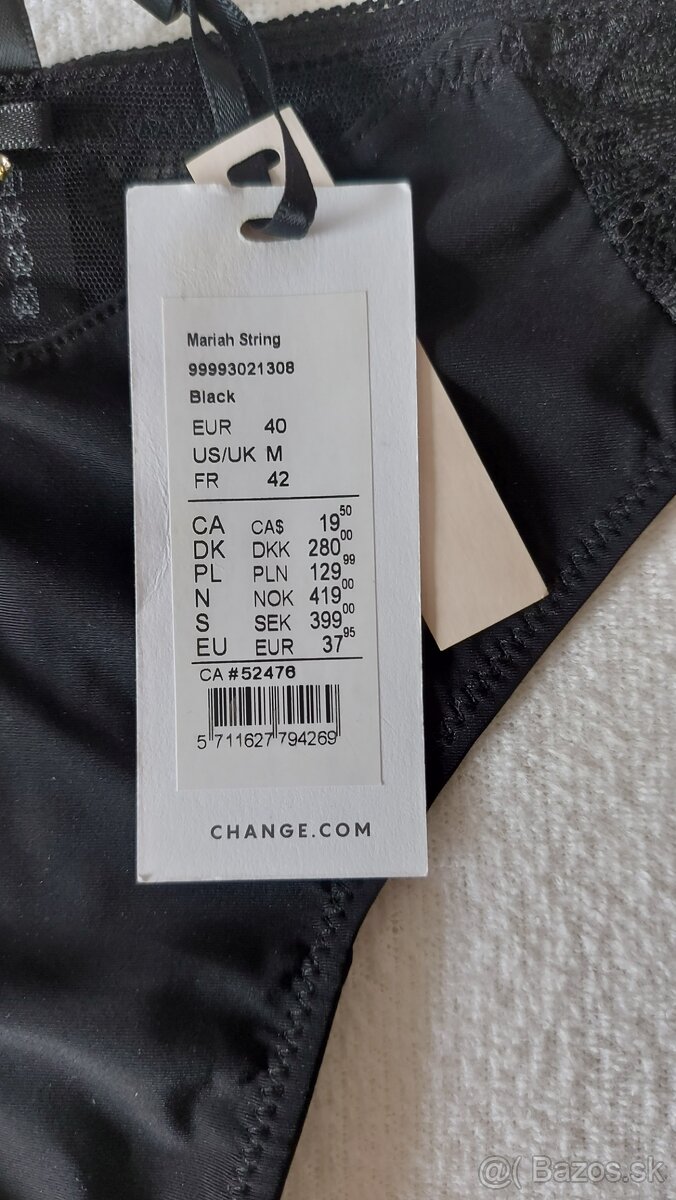 Mariah String
99993021308
Black
EUR 40
US/UK M
FR 42
CA CA$ 19 50
DK DKK 280 00
PL PLN 129 99
N NOK 419 00
S SEK 399 00
EU EUR 37 95
CA #52476
5 711627 794269
CHANGE.COM
@( Bazos.sk